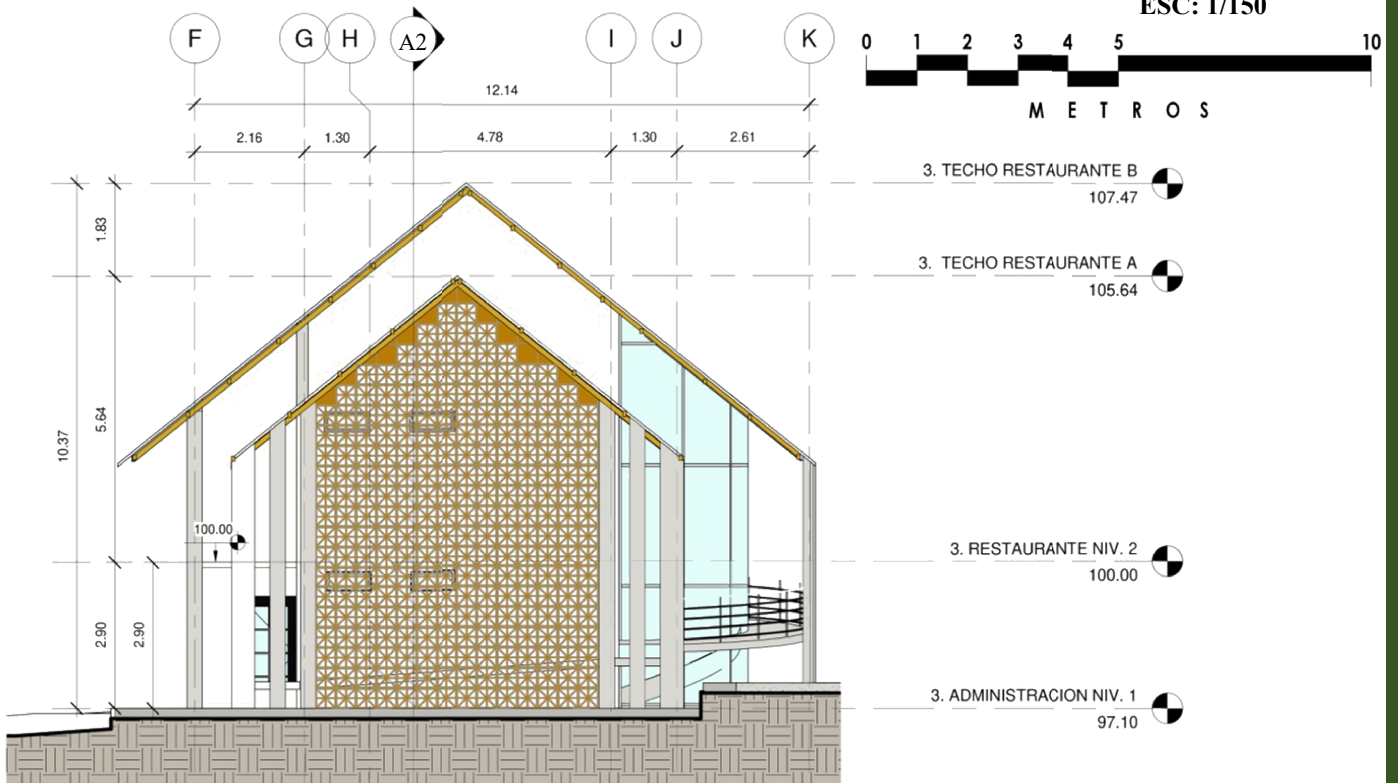 ESC: 1/150
F G H A2 I J K
0 1 2 3 4 5 10
METROS
12.14
2.16 1.30 4.78 1.30 2.61
3. TECHO RESTAURANTE B
107.47
1.83
3. TECHO RESTAURANTE A
105.64
5.64
10.37
100.00
3. RESTAURANTE NIV. 2
100.00
2.90 2.90
3. ADMINISTRACION NIV. 1
97.10